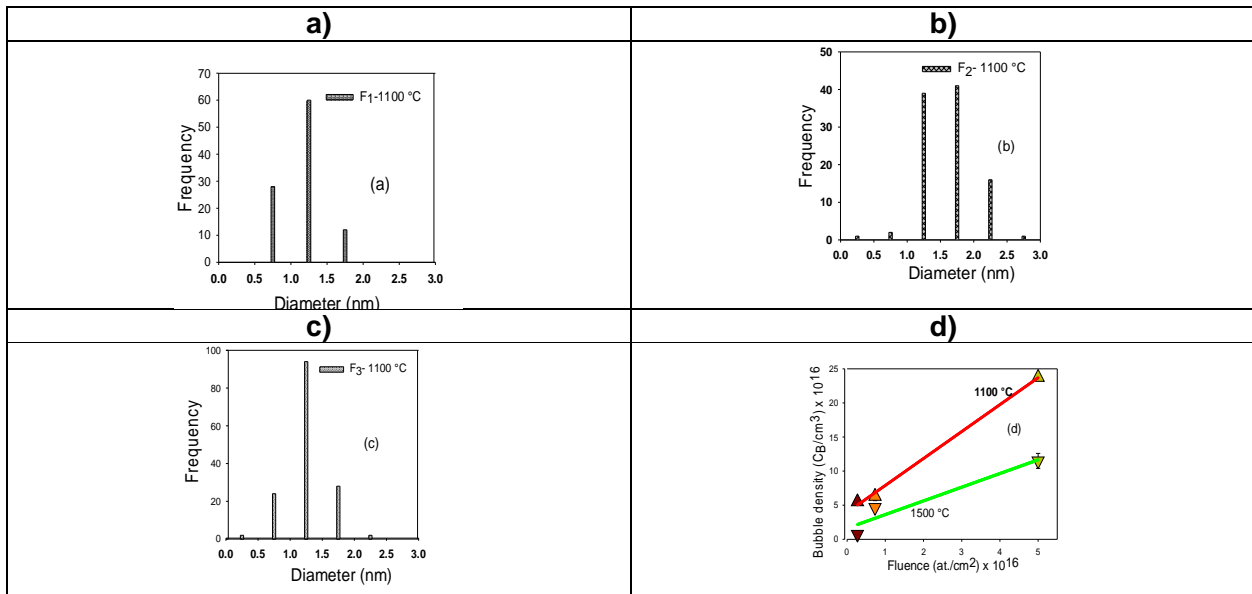 a)
b)
70
60
50
40
30
20
10
0
Frequency
F1-1100 °C
(a)
0.0 0.5 1.0 1.5 2.0 2.5 3.0
Diameter (nm)
50
40
30
20
10
0
Frequency
F2- 1100 °C
(b)
0.0 0.5 1.0 1.5 2.0 2.5 3.0
Diameter (nm)
c)
d)
100
80
60
40
20
0
Frequency
F3- 1100 °C
(c)
0.0 0.5 1.0 1.5 2.0 2.5 3.0
Diameter (nm)
25
20
15
10
5
0
Bubble density (CB/cm3) x 1016
1100 °C
(d)
1500 °C
0 1 2 3 4 5
Fluence (at./cm2) x 1016